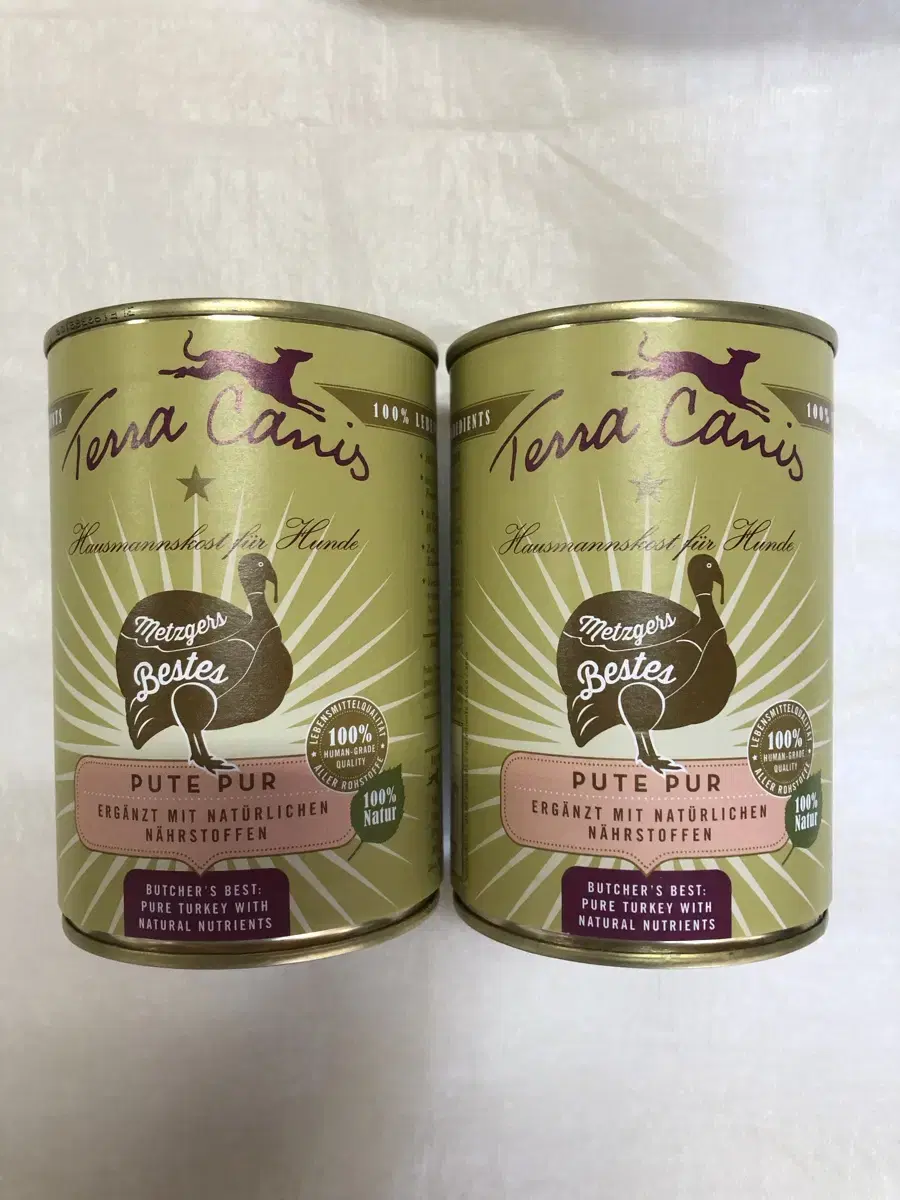 Terra Canis
100% LEB
Hausmannskost für Hunde
Metzgers
Bestes
LEBENSMITTELQUALITÄT
100%
HUMAN-GRADE
QUALITY
ALLER ROHSTOFFE
PUTE PUR
ERGÄNZT MIT NATÜRLICHEN
NÄHRSTOFFEN
100%
Natur
BUTCHER'S BEST:
PURE TURKEY WITH
NATURAL NUTRIENTS
Terra Canis
EDIENTS
100%
Hausmannskost für Hunde
Metzgers
Bestes
LEBENSMITTELQUALITÄT
100%
HUMAN-GRADE
QUALITY
ALLER ROHSTOFFE
PUTE PUR
ERGÄNZT MIT NATÜRLICHEN
NÄHRSTOFFEN
100%
Natur
BUTCHER'S BEST:
PURE TURKEY WITH
NATURAL NUTRIENTS